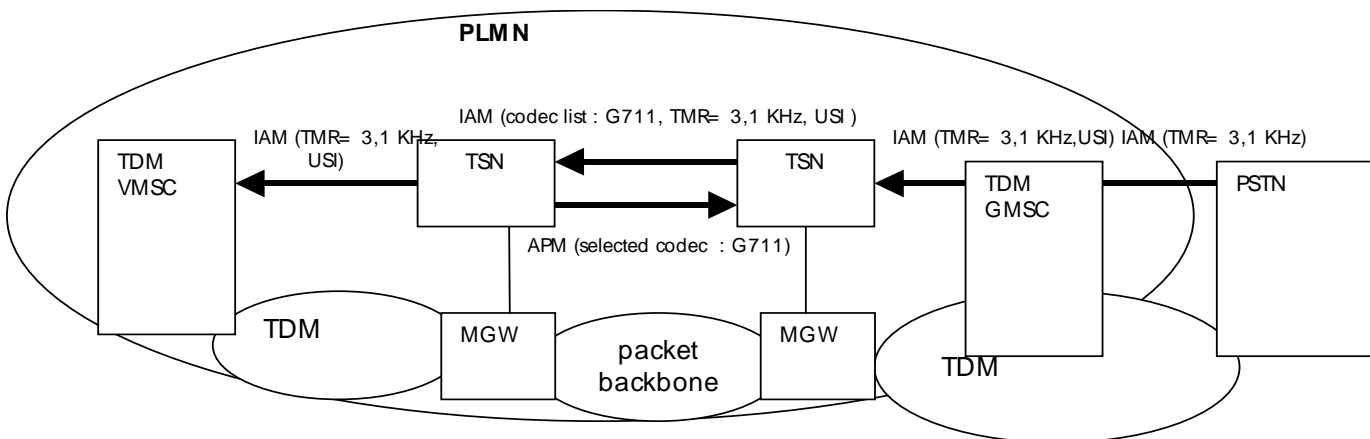 PLMN
IAM (codec list : G711, TMR= 3,1 KHz, USI )
IAM (TMR= 3,1 KHz,
USI)
IAM (TMR= 3,1 KHz,USI) IAM (TMR= 3,1 KHz)
TDM
VMSC
TSN
TSN
TDM
GMSC
PSTN
APM (selected codec : G711)
TDM
MGW
packet
backbone
MGW
TDM